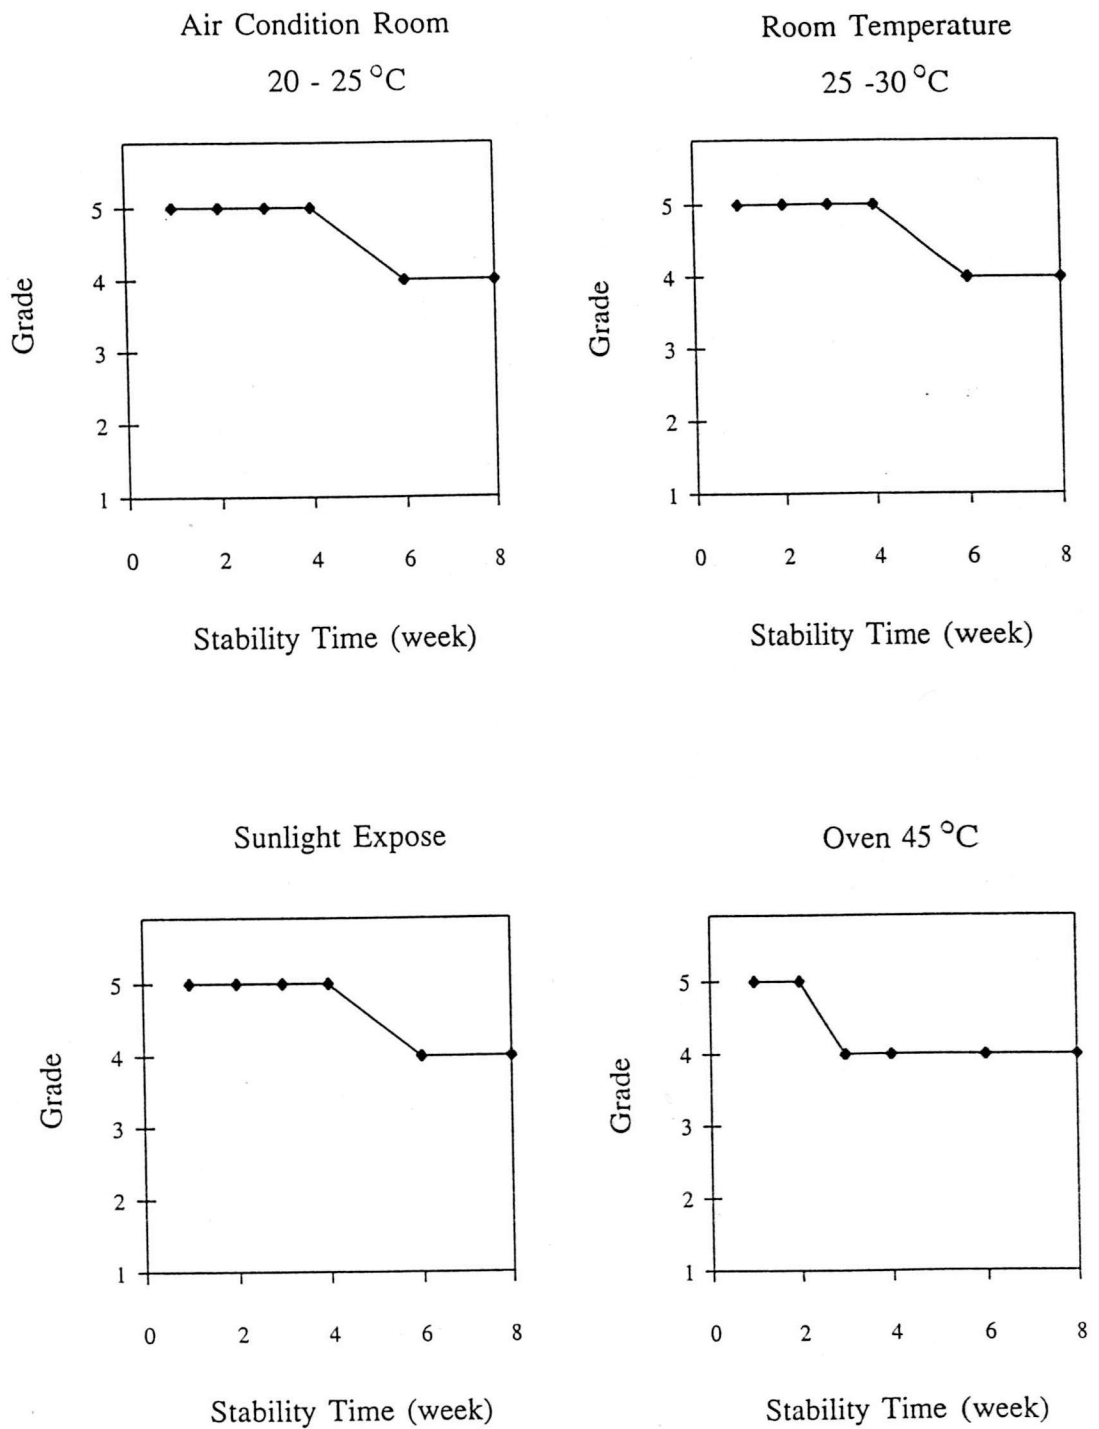 Air Condition Room
20 - 25 °C
Grade
5
4
3
2
1
0 2 4 6 8
Stability Time (week)
Room Temperature
25 -30 °C
Grade
5
4
3
2
1
0 2 4 6 8
Stability Time (week)
Sunlight Expose
Grade
5
4
3
2
1
0 2 4 6 8
Stability Time (week)
Oven 45 °C
Grade
5
4
3
2
1
0 2 4 6 8
Stability Time (week)